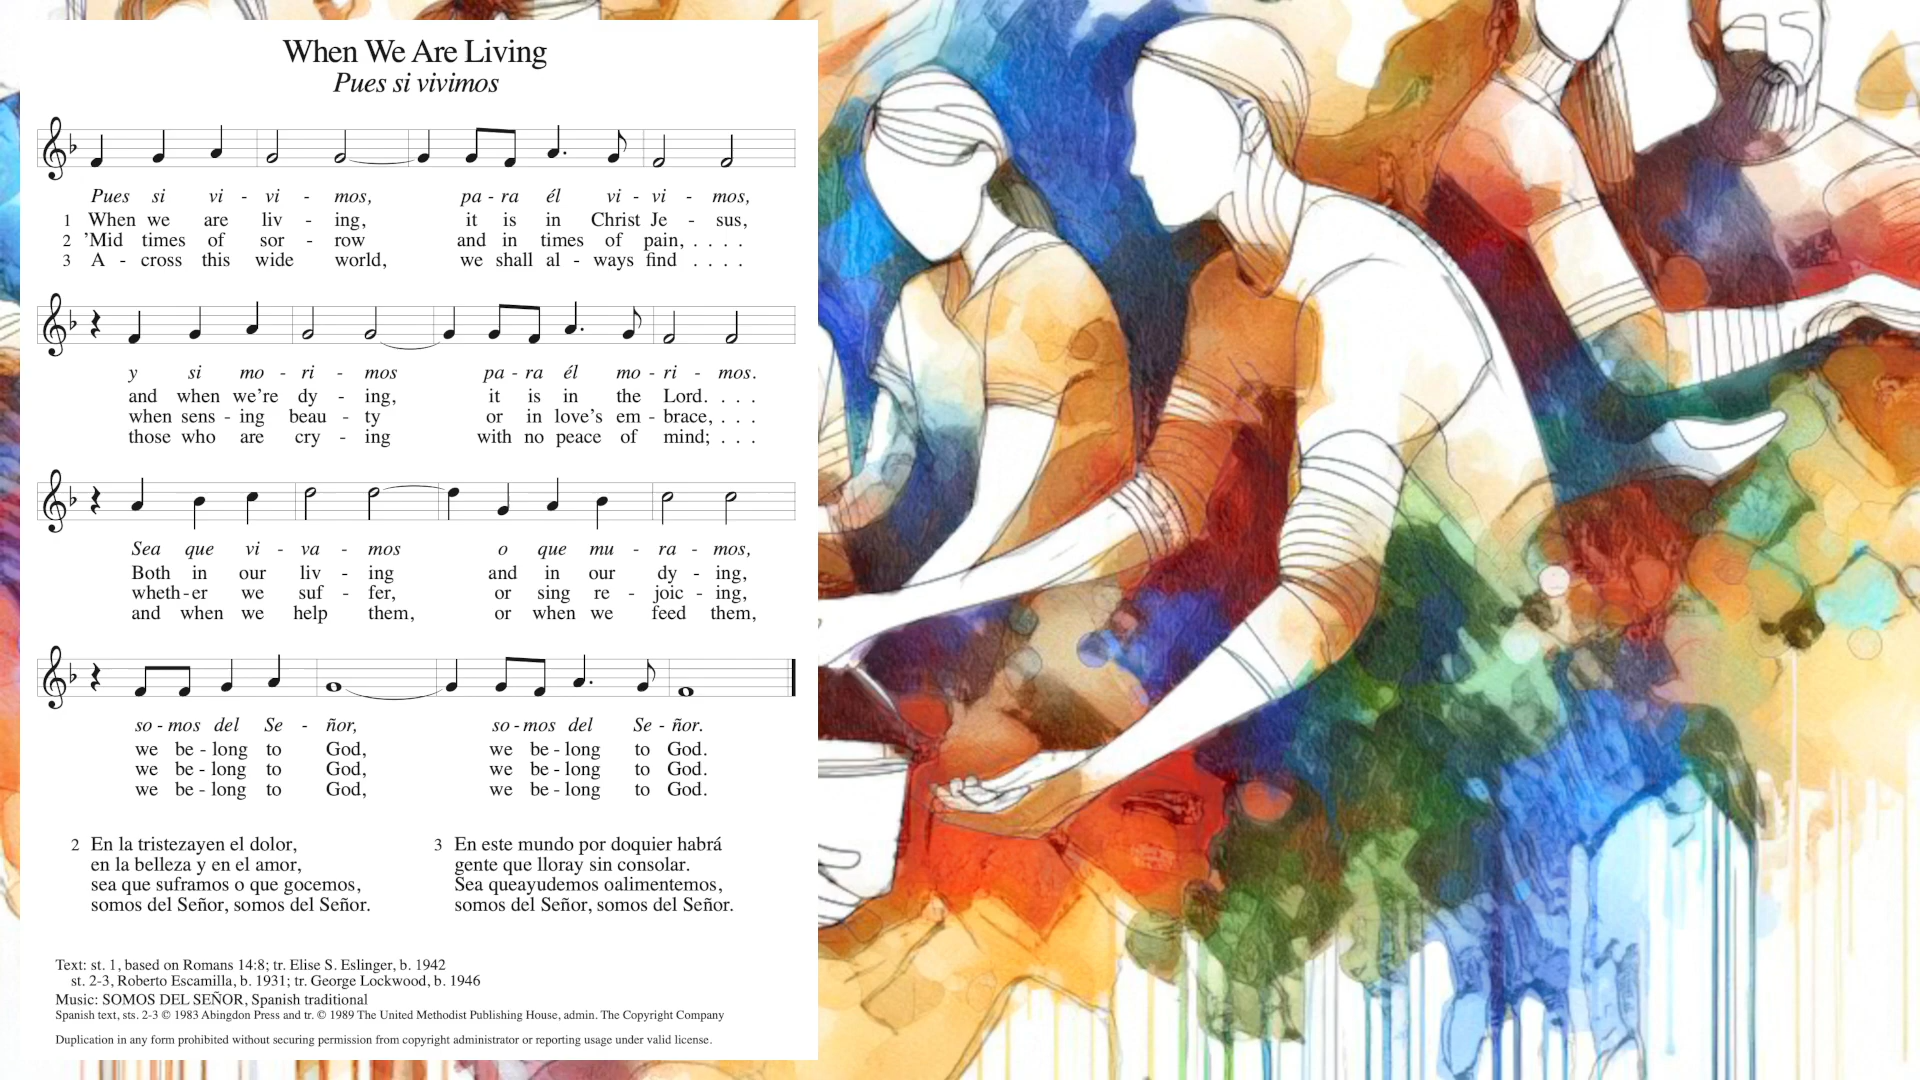 When We Are Living
Pues si vivimos
Pues si vi - vi - mos, pa - ra él vi - vi - mos,
1 When we are liv - ing, it is in Christ Je - sus,
2 ’Mid times of sor - row and in times of pain, . . . .
3 A - cross this wide world, we shall al - ways find . . . .
y si mo - ri - mos pa - ra él mo - ri - mos.
and when we’re dy - ing, it is in the Lord. . . .
when sens - ing beau - ty or in love’s em - brace, . . .
those who are cry - ing with no peace of mind; . . .
Sea que vi - va - mos o que mu - ra - mos,
Both in our liv - ing and in our dy - ing,
wheth - er we suf - fer, or sing re - joic - ing,
and when we help them, or when we feed them,
so - mos del Se - ñor, so - mos del Se - ñor.
we be - long to God, we be - long to God.
we be - long to God, we be - long to God.
we be - long to God, we be - long to God.
2 En la tristezayen el dolor,
en la belleza y en el amor,
sea que suframos o que gocemos,
somos del Señor, somos del Señor.
3 En este mundo por doquier habrá
gente que lloray sin consolar.
Sea queayudemos oalimentemos,
somos del Señor, somos del Señor.
Text: st. 1, based on Romans 14:8; tr. Elise S. Eslinger, b. 1942
st. 2-3, Roberto Escamilla, b. 1931; tr. George Lockwood, b. 1946
Music: SOMOS DEL SEÑOR, Spanish traditional
Spanish text, sts. 2-3 © 1983 Abingdon Press and tr. © 1989 The United Methodist Publishing House, admin. The Copyright Company
Duplication in any form prohibited without securing permission from copyright administrator or reporting usage under valid license.